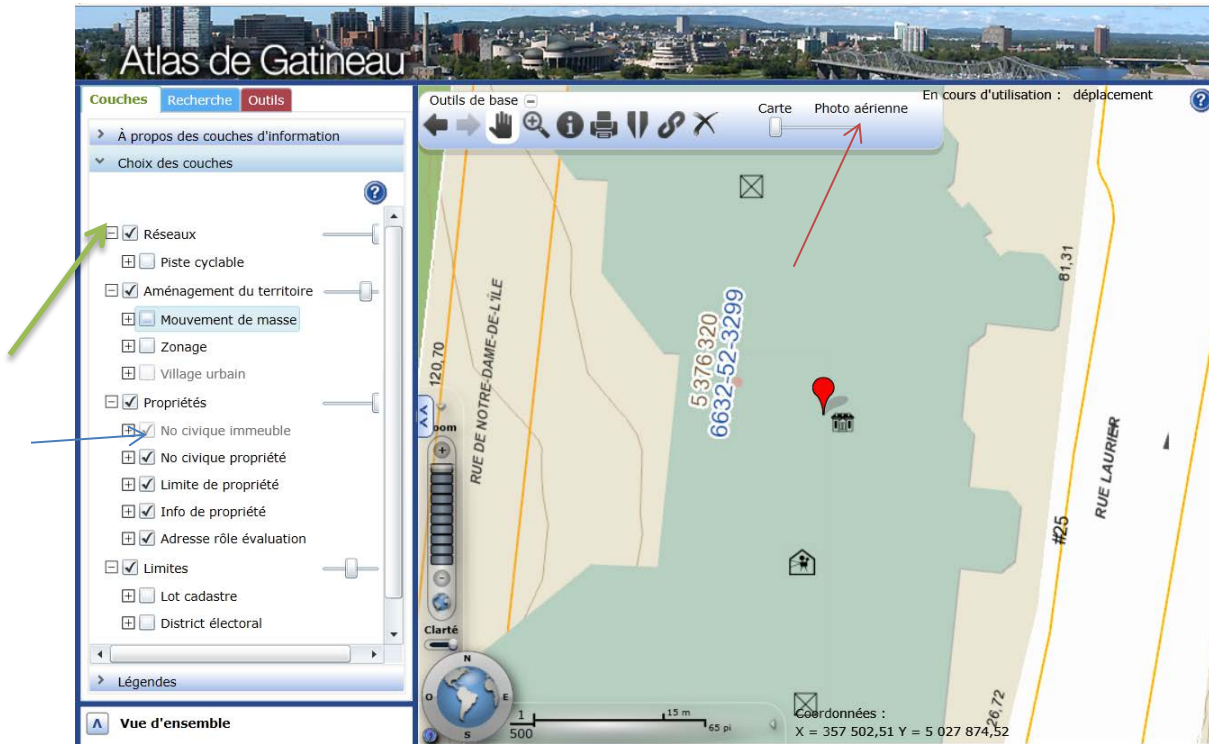 Atlas de Gatineau
Couches
Recherche
Outils
À propos des couches d'information
Choix des couches
Réseaux
Piste cyclable
Aménagement du territoire
Mouvement de masse
Zonage
Village urbain
Propriétés
No civique immeuble
No civique propriété
Limite de propriété
Info de propriété
Adresse rôle évaluation
Limites
Lot cadastre
District électoral
Légendes
Vue d'ensemble
Outils de base
Carte
Photo aérienne
En cours d'utilisation : déplacement
81,31
5 376 320
6632-52-3299
120,70
RUE DE NOTRE-DAME-DE-L'ÎLE
RUE LAURIER
#25
26,72
oom
Clarté
N
O
E
S
1
500
15 m
65 pi
Coordonnées :
X = 357 502,51 Y = 5 027 874,52